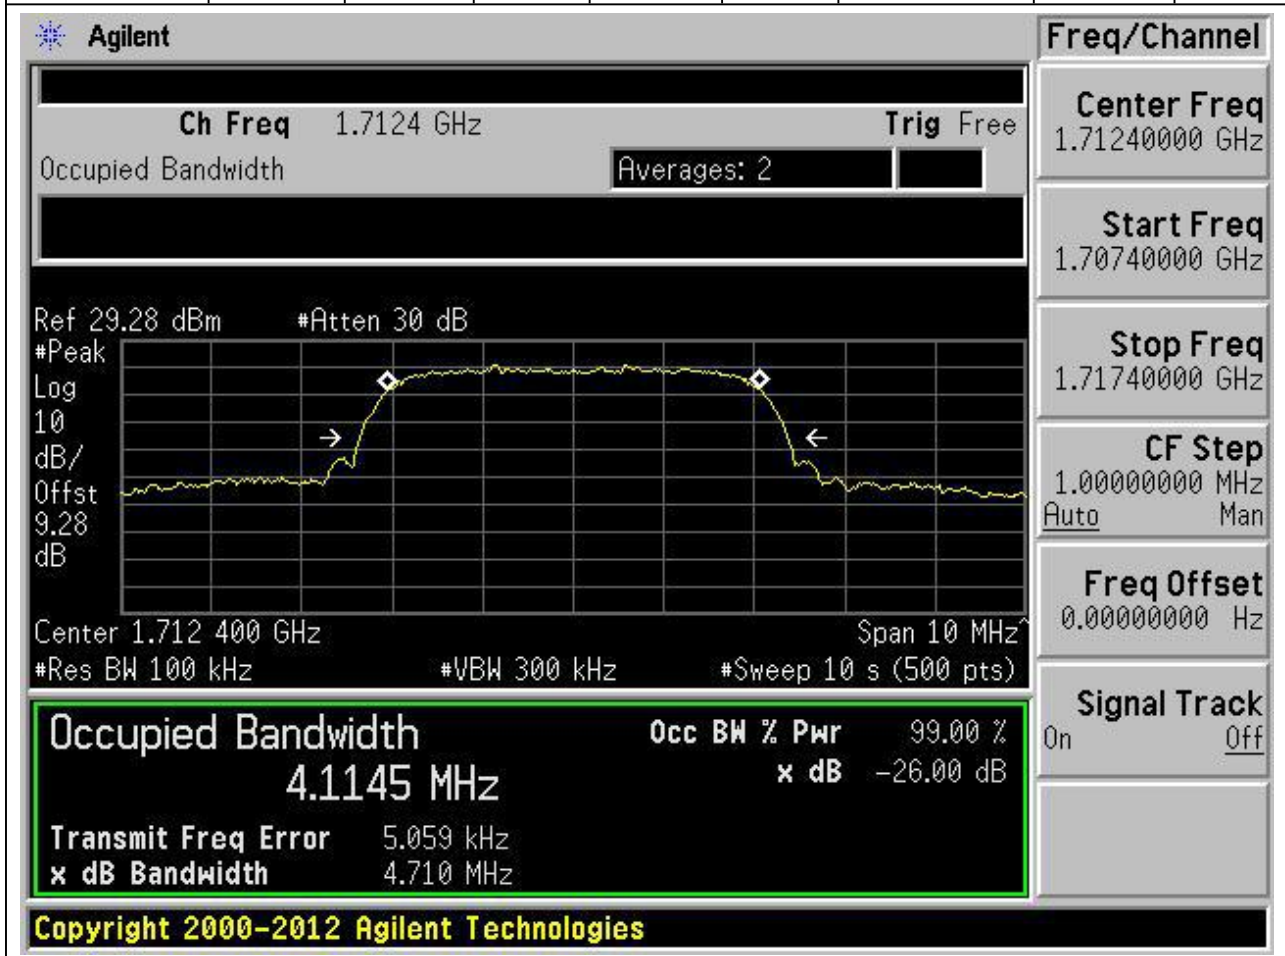 Agilent
Freq/Channel
Ch Freq 1.7124 GHz Trig Free
Occupied Bandwidth Averages: 2
Center Freq
1.71240000 GHz
Start Freq
1.70740000 GHz
Stop Freq
1.71740000 GHz
CF Step
1.00000000 MHz
Auto Man
Freq Offset
0.00000000 Hz
Signal Track
On Off
Ref 29.28 dBm #Atten 30 dB
#Peak
Log
10
dB/
Offst
9.28
dB
Center 1.712 400 GHz Span 10 MHz^
#Res BW 100 kHz #VBW 300 kHz #Sweep 10 s (500 pts)
Occupied Bandwidth
4.1145 MHz
Occ BW % Pwr 99.00 %
x dB -26.00 dB
Transmit Freq Error 5.059 kHz
x dB Bandwidth 4.710 MHz
Copyright 2000-2012 Agilent Technologies